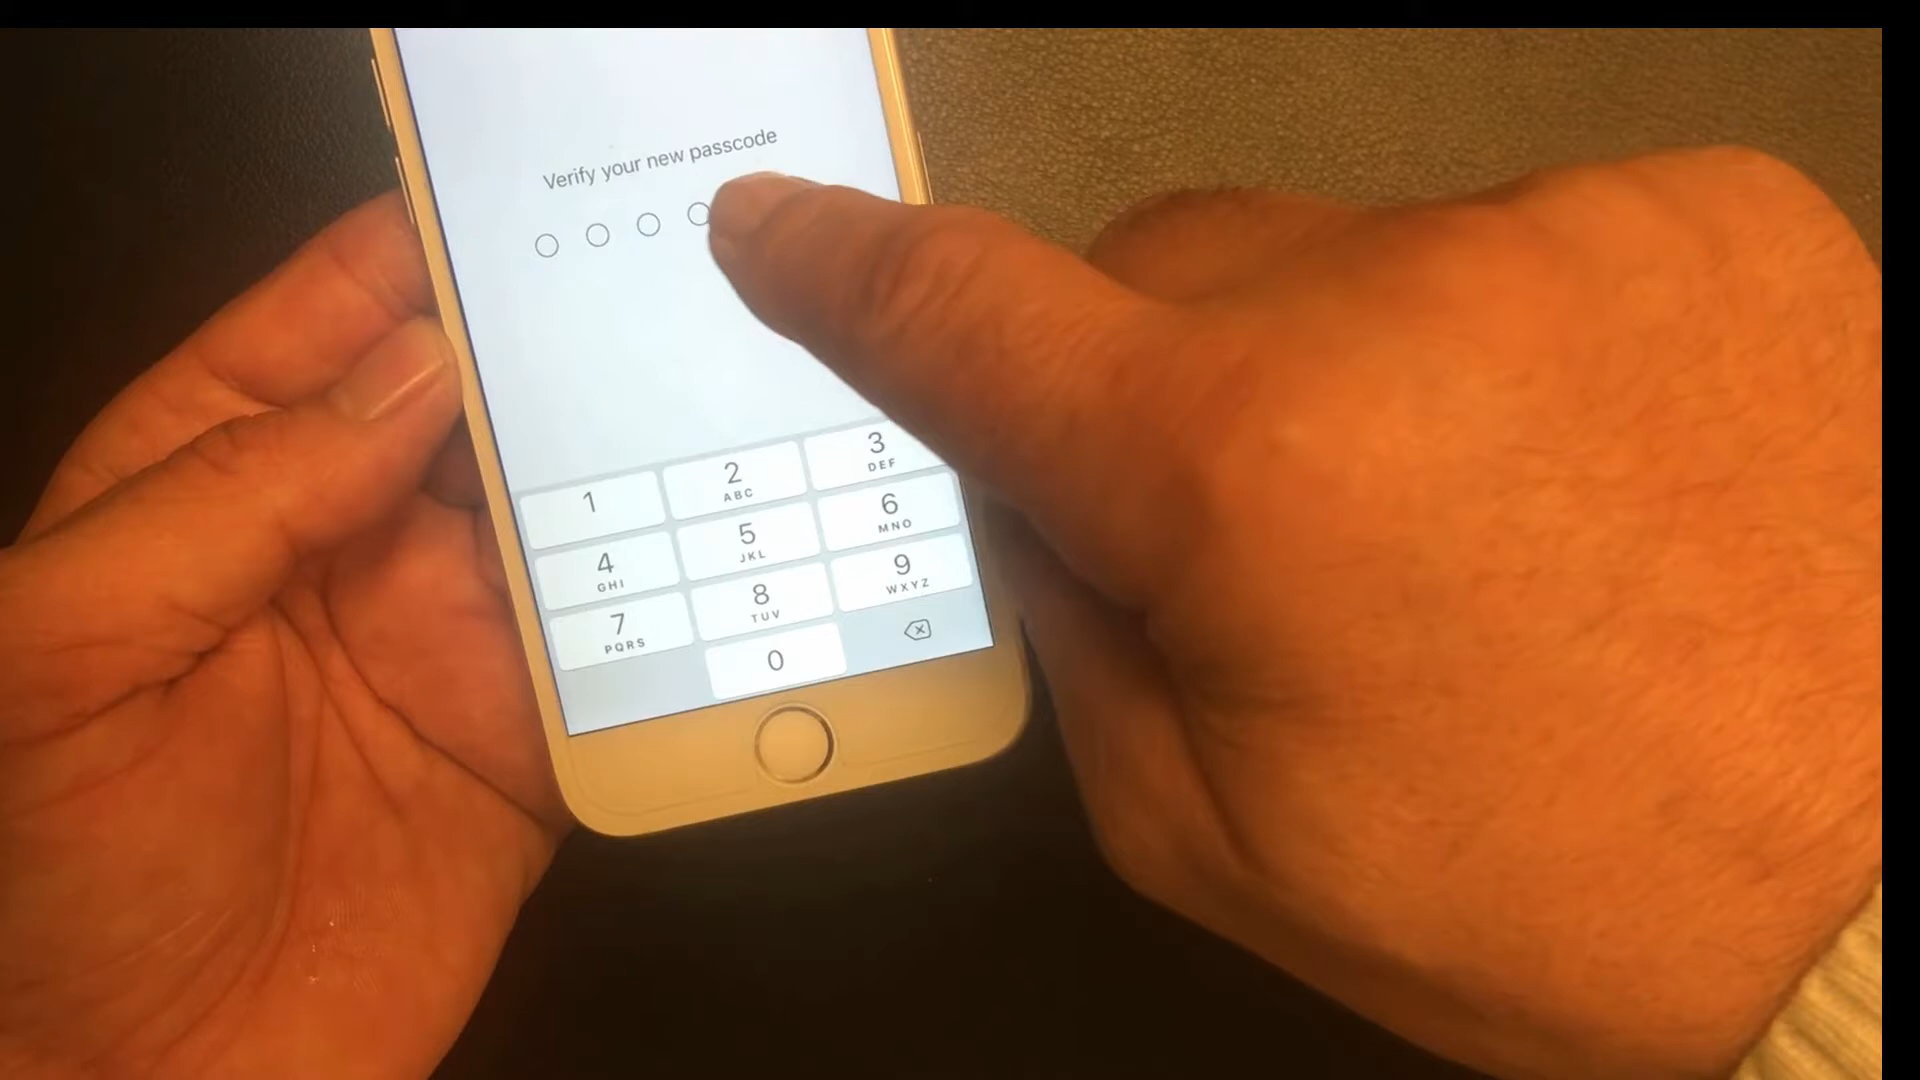 Verify your new passcode
1
2
ABC
3
DEF
4
GHI
5
JKL
6
MNO
7
PQRS
8
TUV
9
WXYZ
0